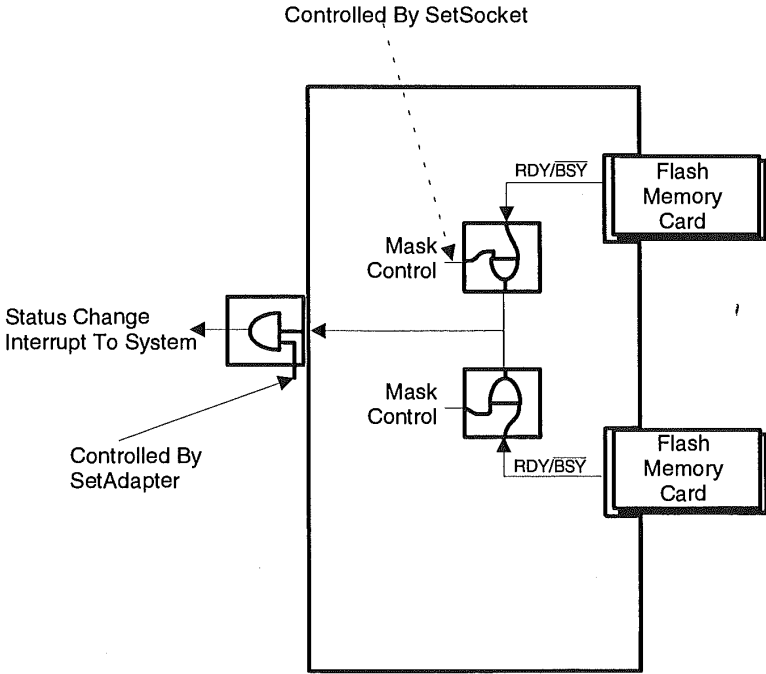 Controlled By SetSocket
RDY/BSY
Flash
Memory
Card
Mask
Control
Status Change
Interrupt To System
Mask
Control
Controlled By
SetAdapter
RDY/BSY
Flash
Memory
Card